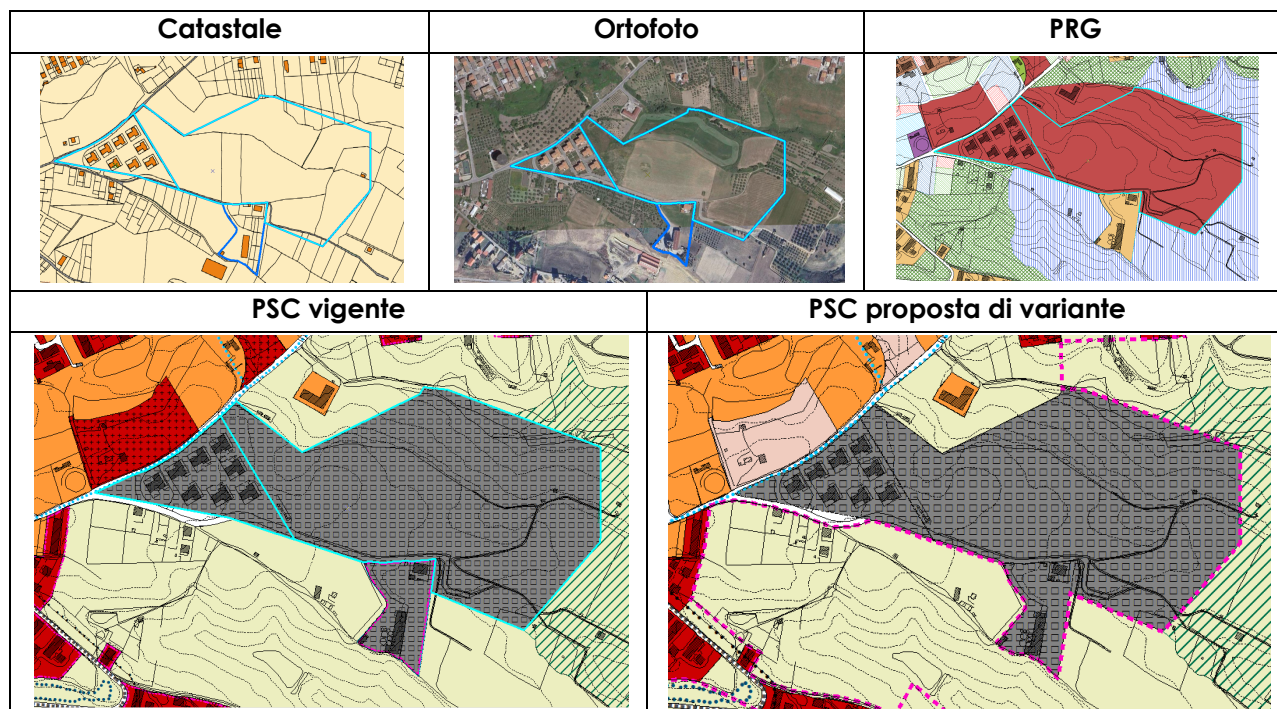 Catastale
Ortofoto
PRG
PSC vigente
PSC proposta di variante